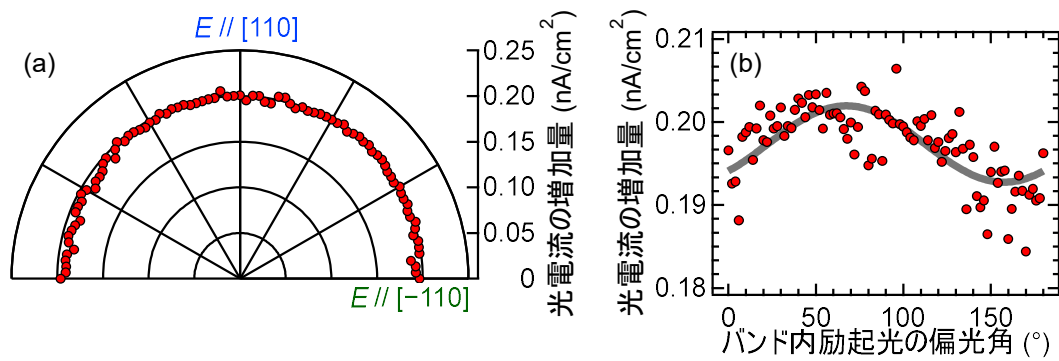 (a)
E // [110]
0.25
0.20
0.15
0.10
0.05
0
E // [−110]
光電流の増加量 (nA/cm2)
(b)
0.21
0.20
0.19
0.18
光電流の増加量 (nA/cm2)
0
50
100
150
バンド内励起光の偏光角 (°)